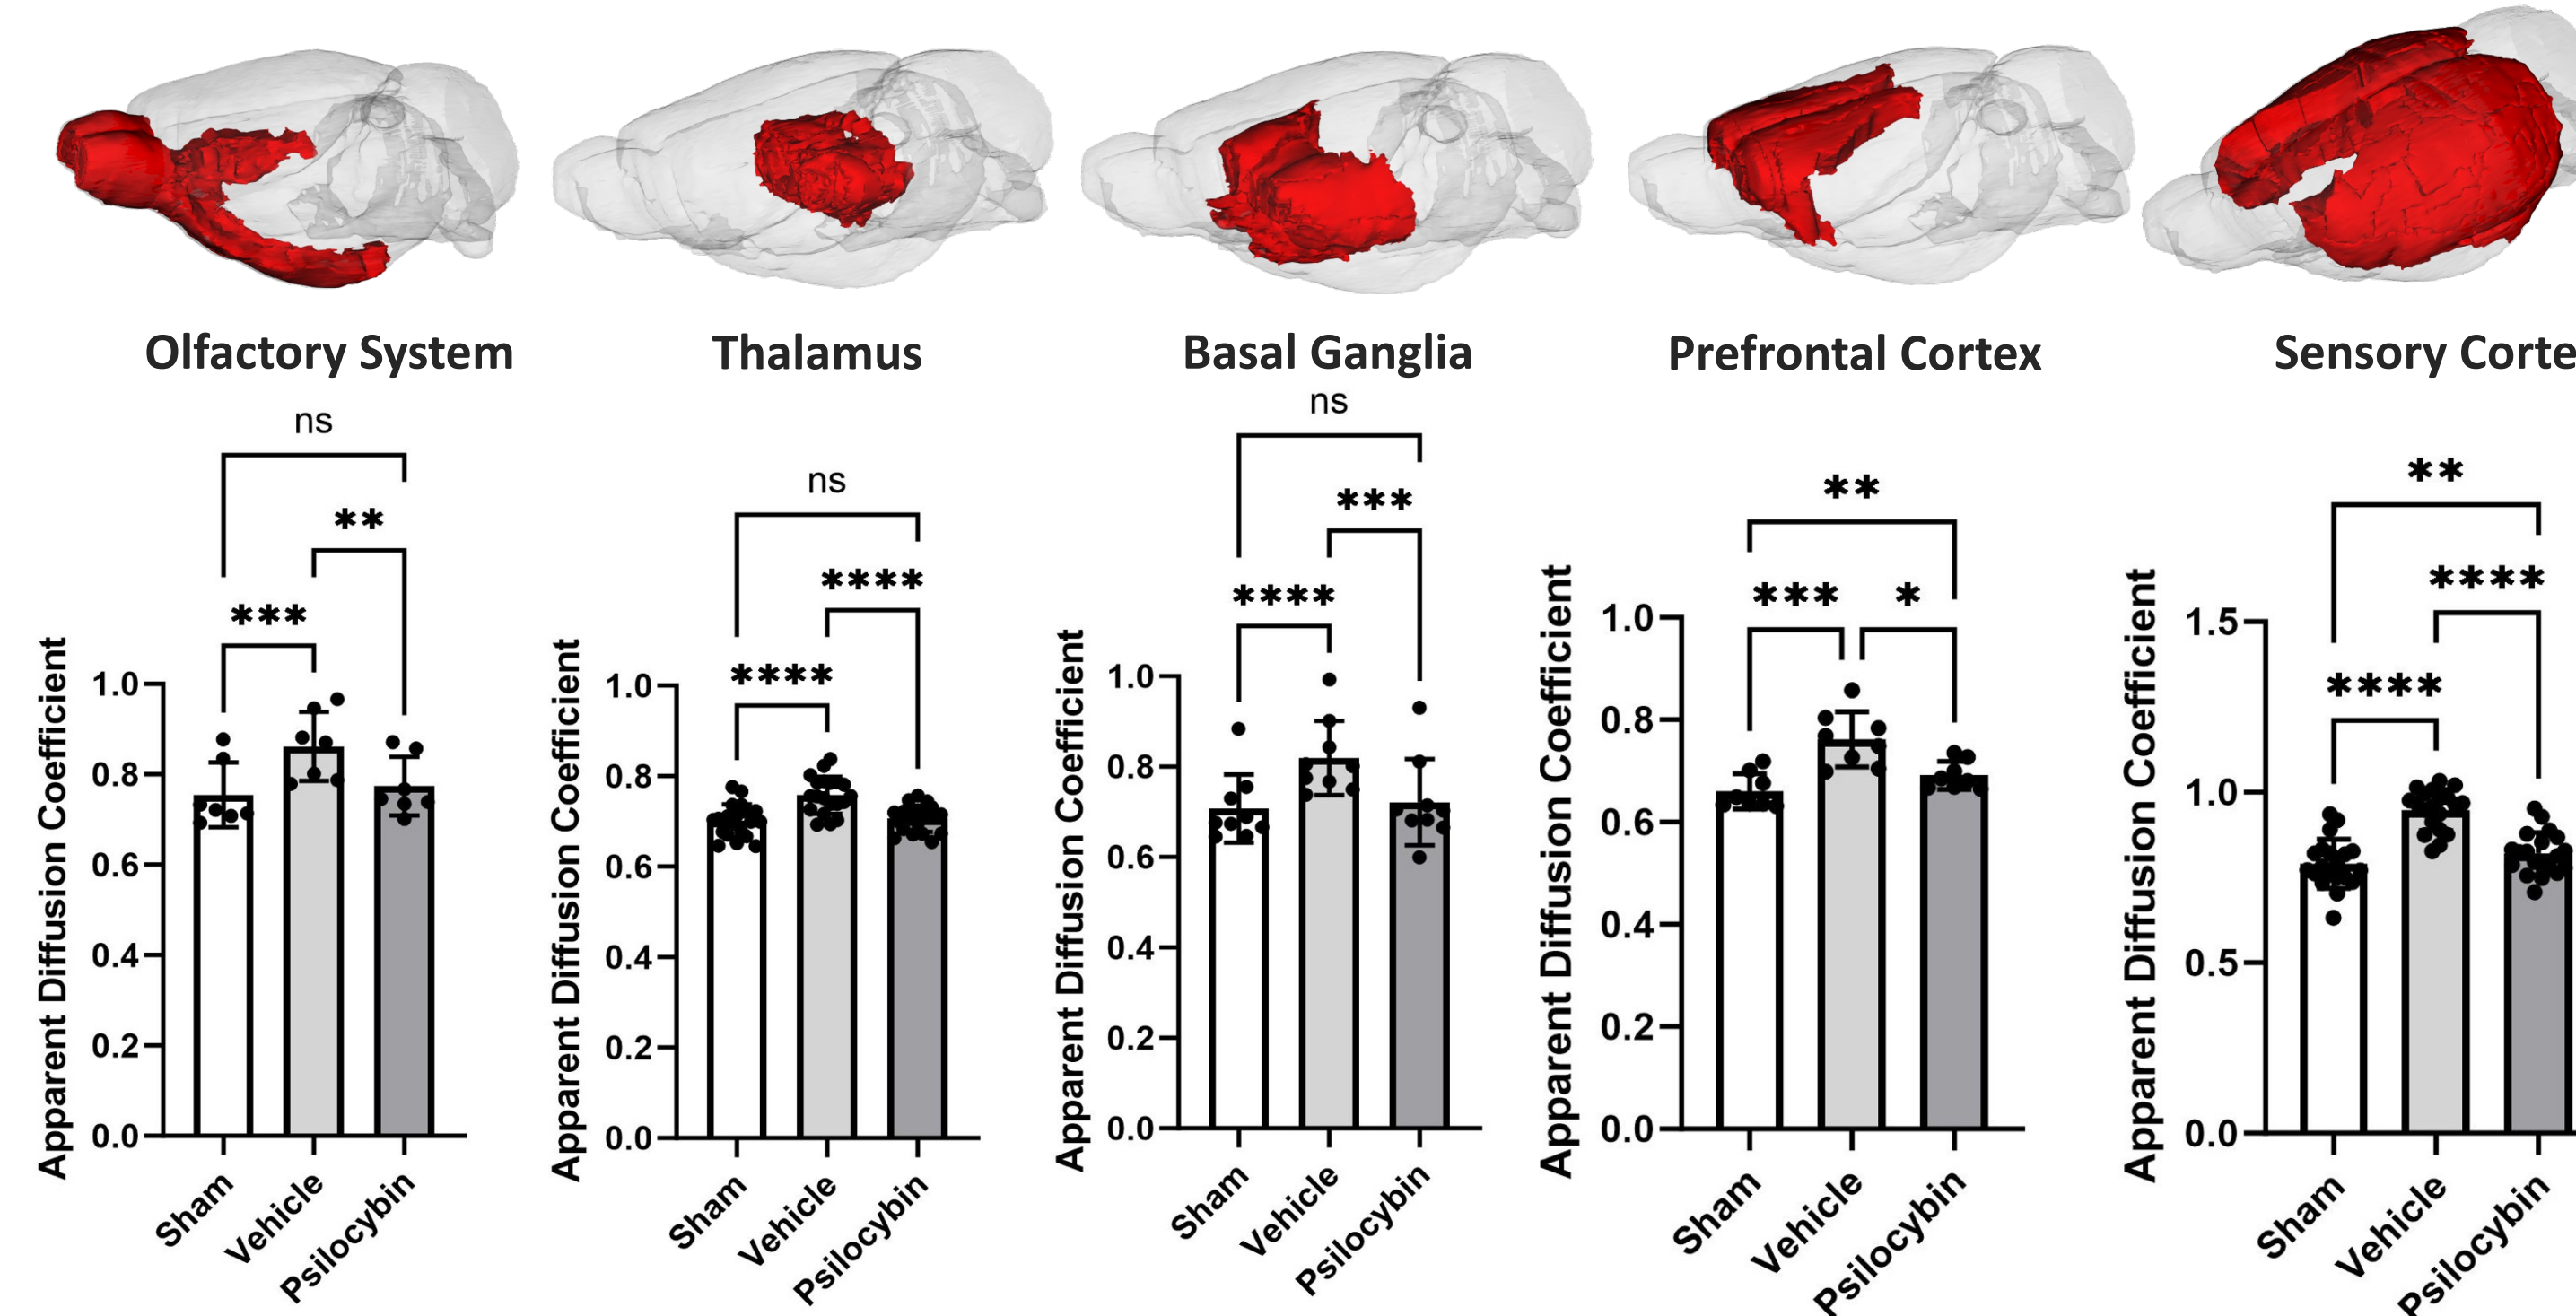 Olfactory System
Thalamus
Basal Ganglia
Prefrontal Cortex
Sensory Corte
ns
**
***
Apparent Diffusion Coefficient
1.0
0.8
0.6
0.4
0.2
0.0
Sham
Vehicle
Psilocybin
ns
****
****
Apparent Diffusion Coefficient
1.0
0.8
0.6
0.4
0.2
0.0
Sham
Vehicle
Psilocybin
ns
***
****
Apparent Diffusion Coefficient
1.0
0.8
0.6
0.4
0.2
0.0
Sham
Vehicle
Psilocybin
**
*** *
Apparent Diffusion Coefficient
1.0
0.8
0.6
0.4
0.2
0.0
Sham
Vehicle
Psilocybin
**
****
****
Apparent Diffusion Coefficient
1.5
1.0
0.5
0.0
Sham
Vehicle
Psilocybin